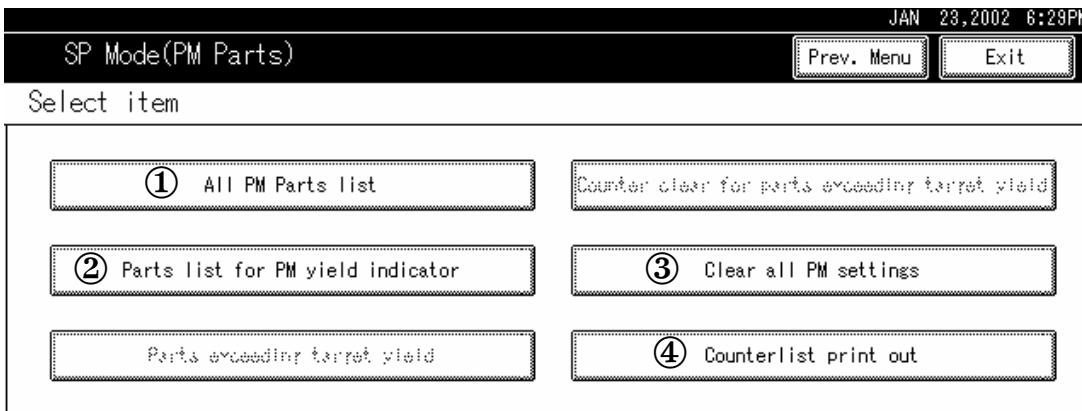 JAN 23,2002 6:29PM
SP Mode(PM Parts)
Prev. Menu
Exit
Select item
① All PM Parts list
Counter clear for parts exceeding target yield
② Parts list for PM yield indicator
③ Clear all PM settings
Parts exceeding target yield
④ Counterlist print out